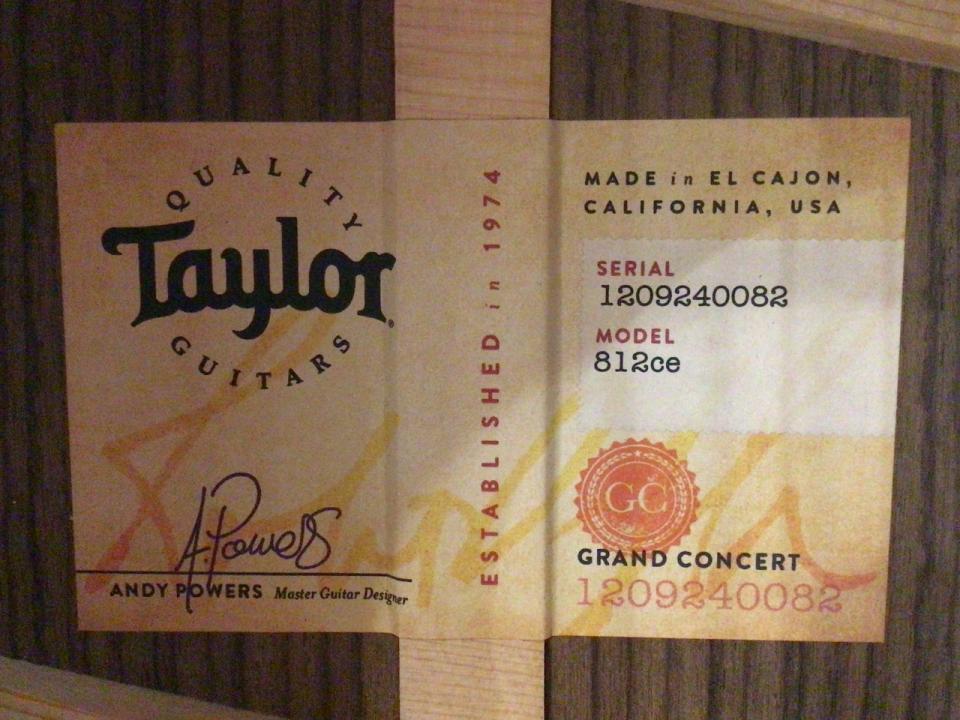 QUALITY
Taylor®
GUITARS
A.Powers
ANDY POWERS Master Guitar Designer
ESTABLISHED in 1974
MADE in EL CAJON,
CALIFORNIA, USA
SERIAL
1209240082
MODEL
812ce
GC
GRAND CONCERT
1209240082